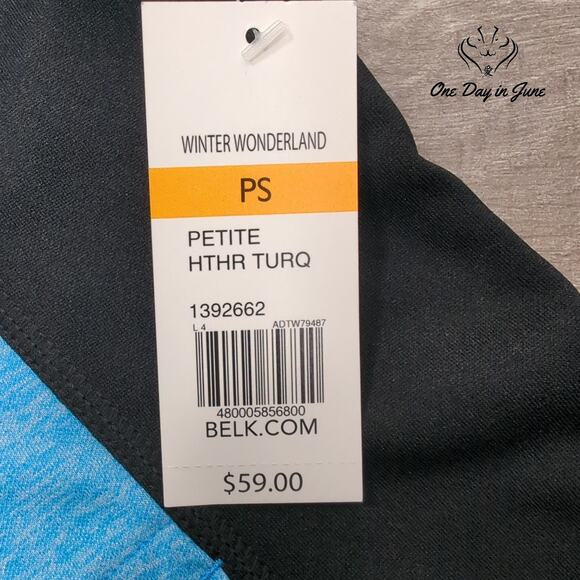 One Day in June
WINTER WONDERLAND
PS
PETITE
HTHR TURQ
1392662
L 4 ADTW79487
480005856800
BELK.COM
$59.00